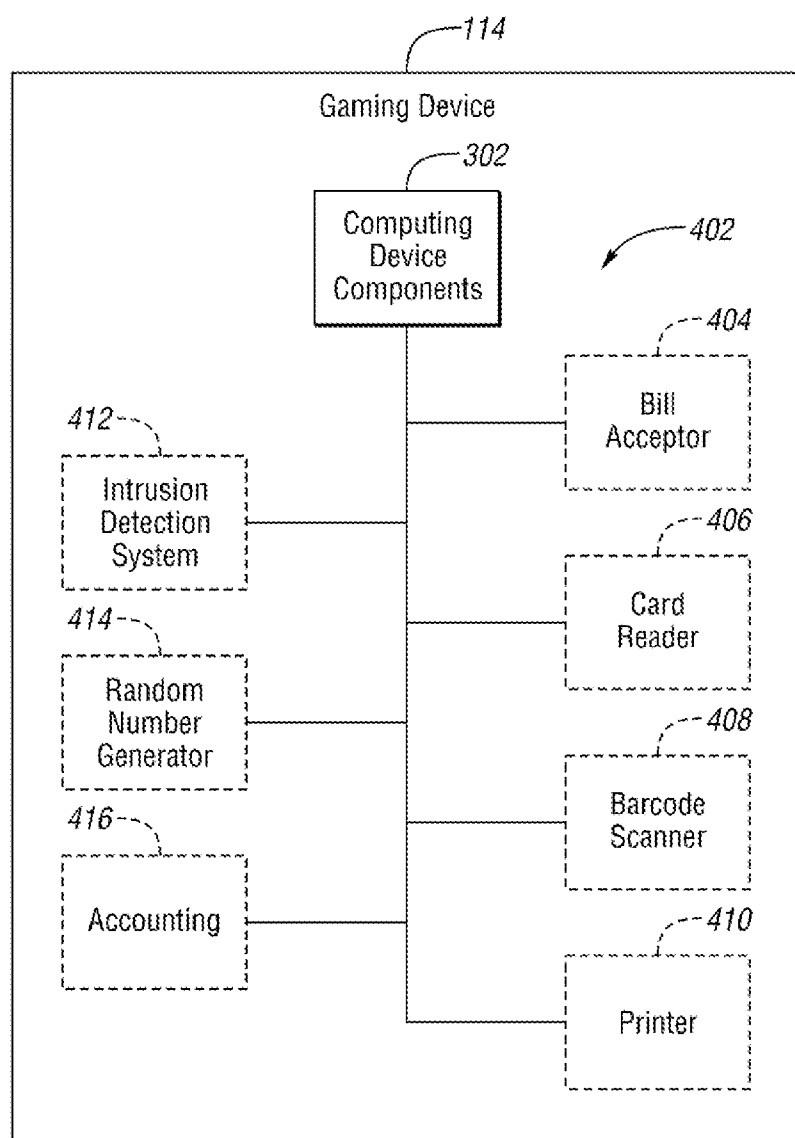 114
Gaming Device
302
Computing
Device
Components
402
404
Bill
Acceptor
412
Intrusion
Detection
System
406
Card
Reader
414
Random
Number
Generator
408
Barcode
Scanner
416
Accounting
410
Printer